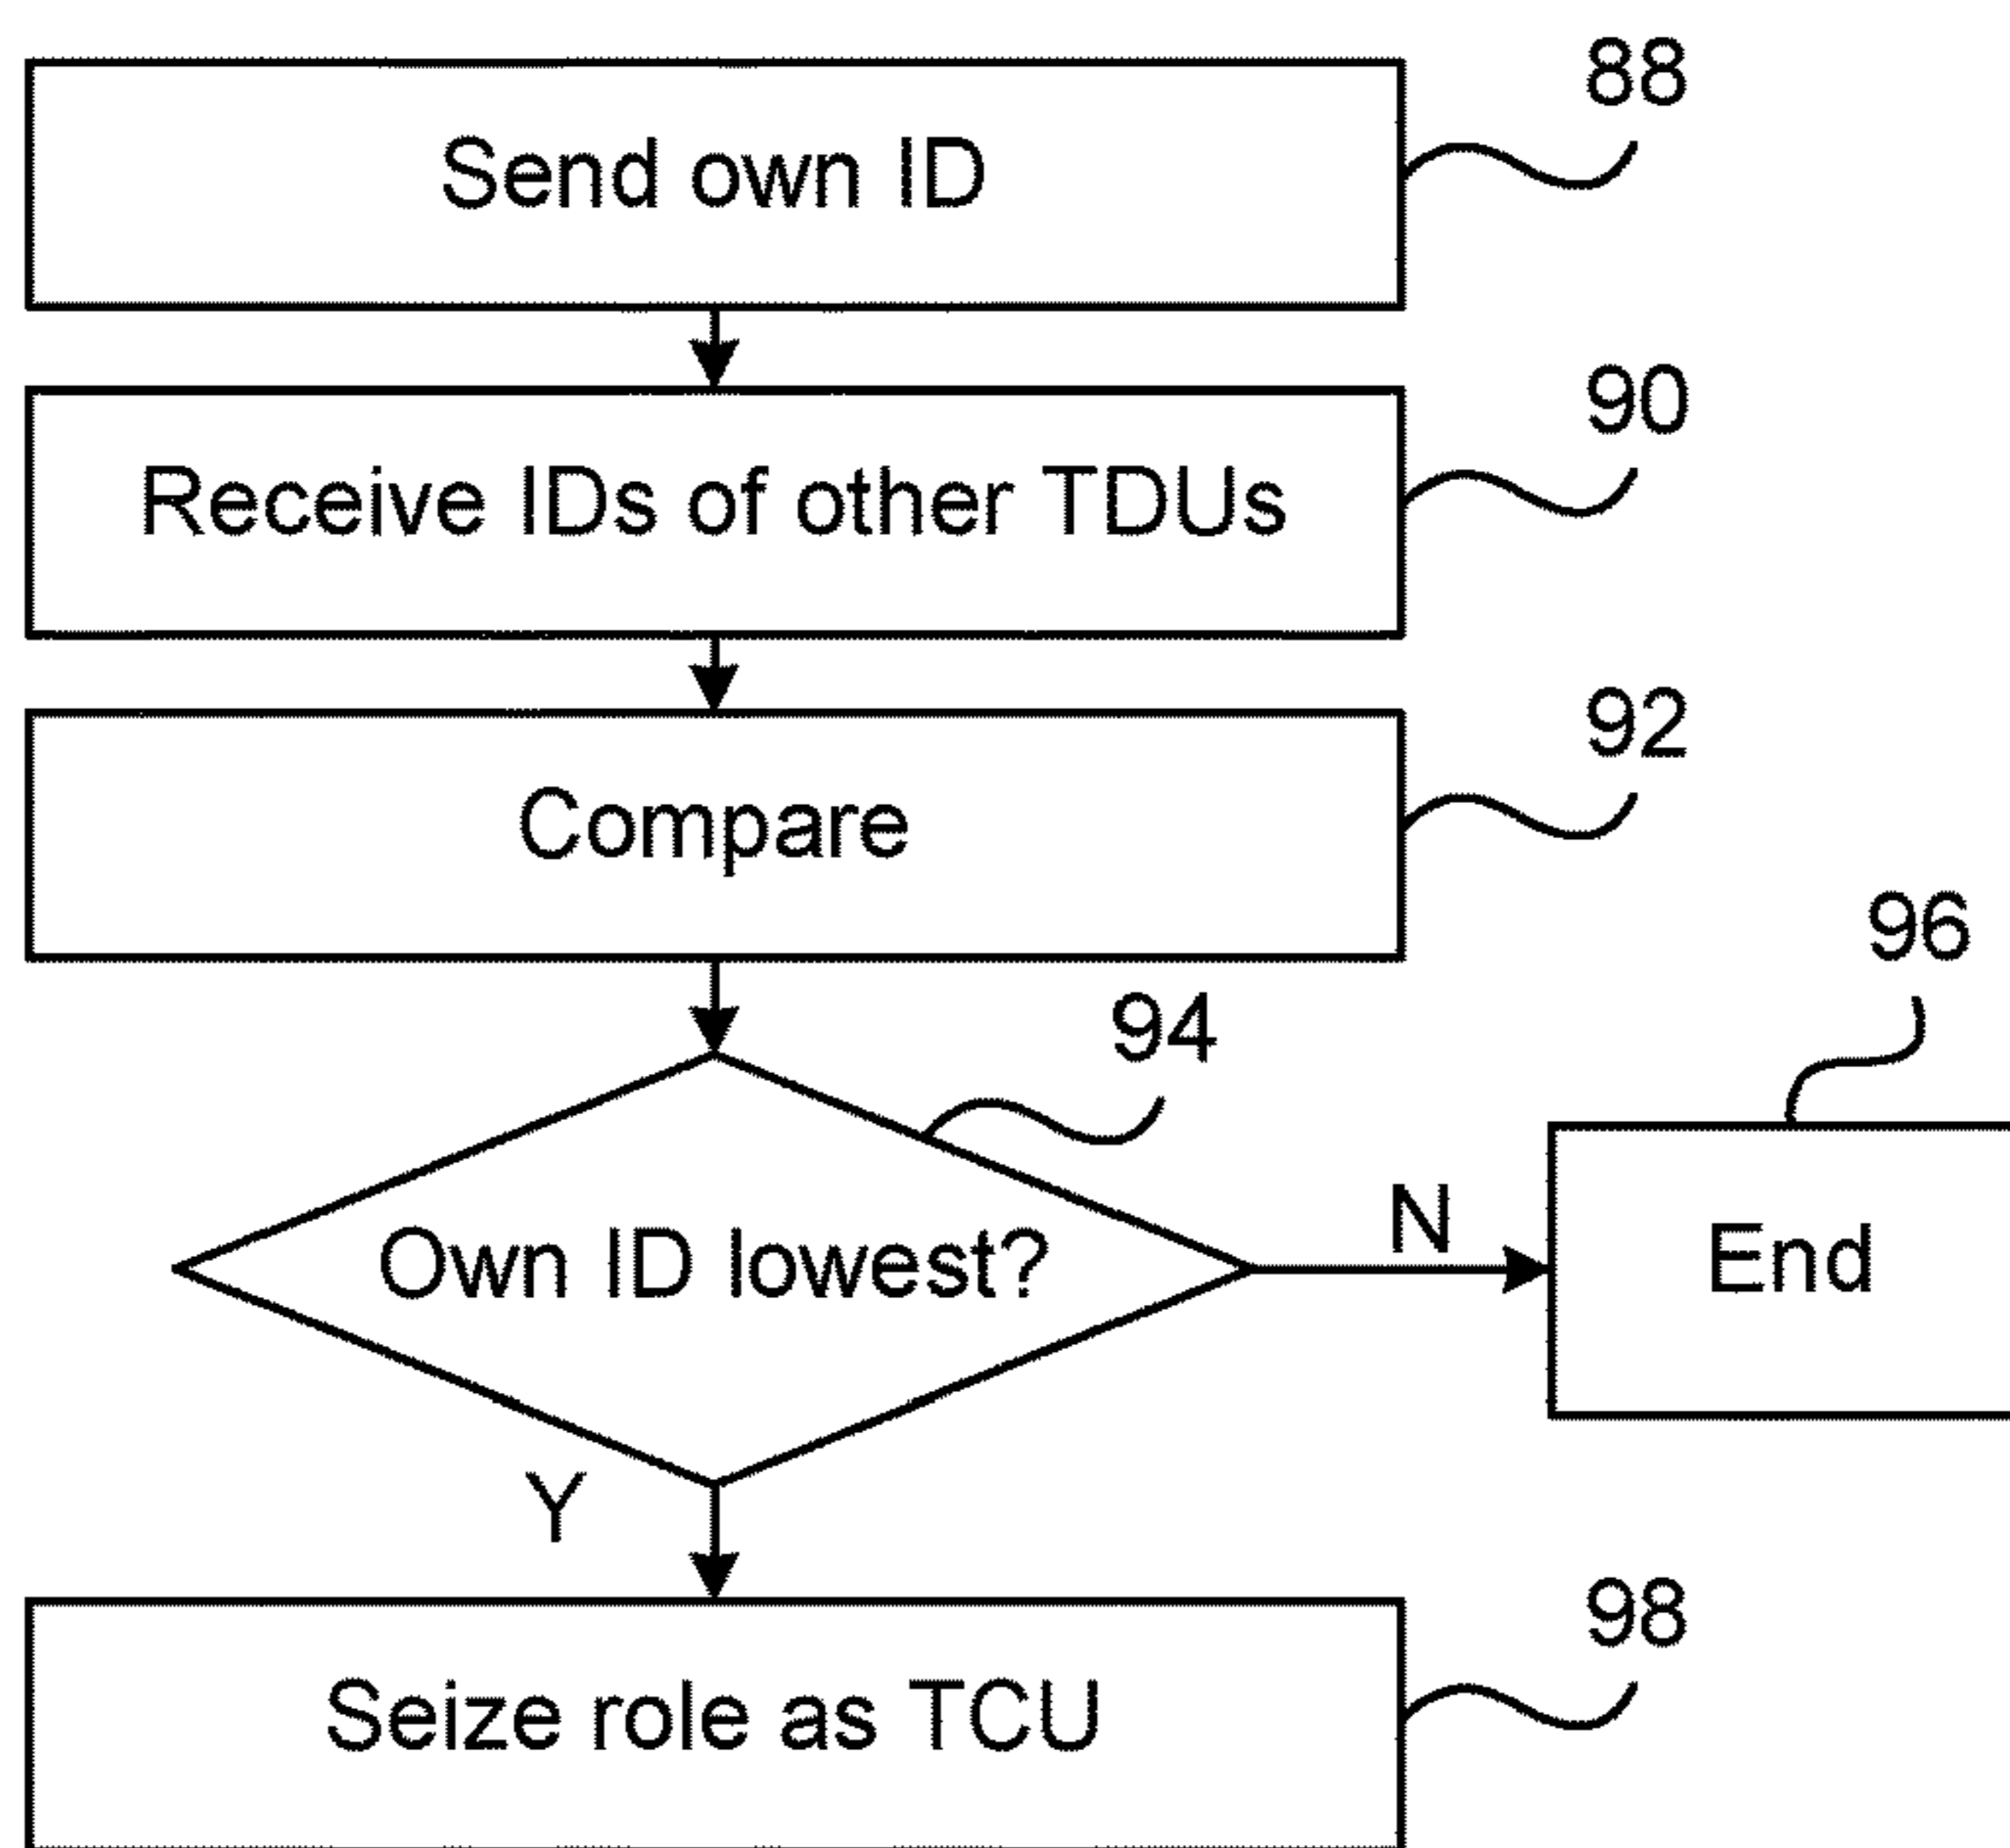 88
Send own ID
90
Receive IDs of other TDUs
92
Compare
96
94
Own ID lowest?
N
End
Y
98
Seize role as TCU